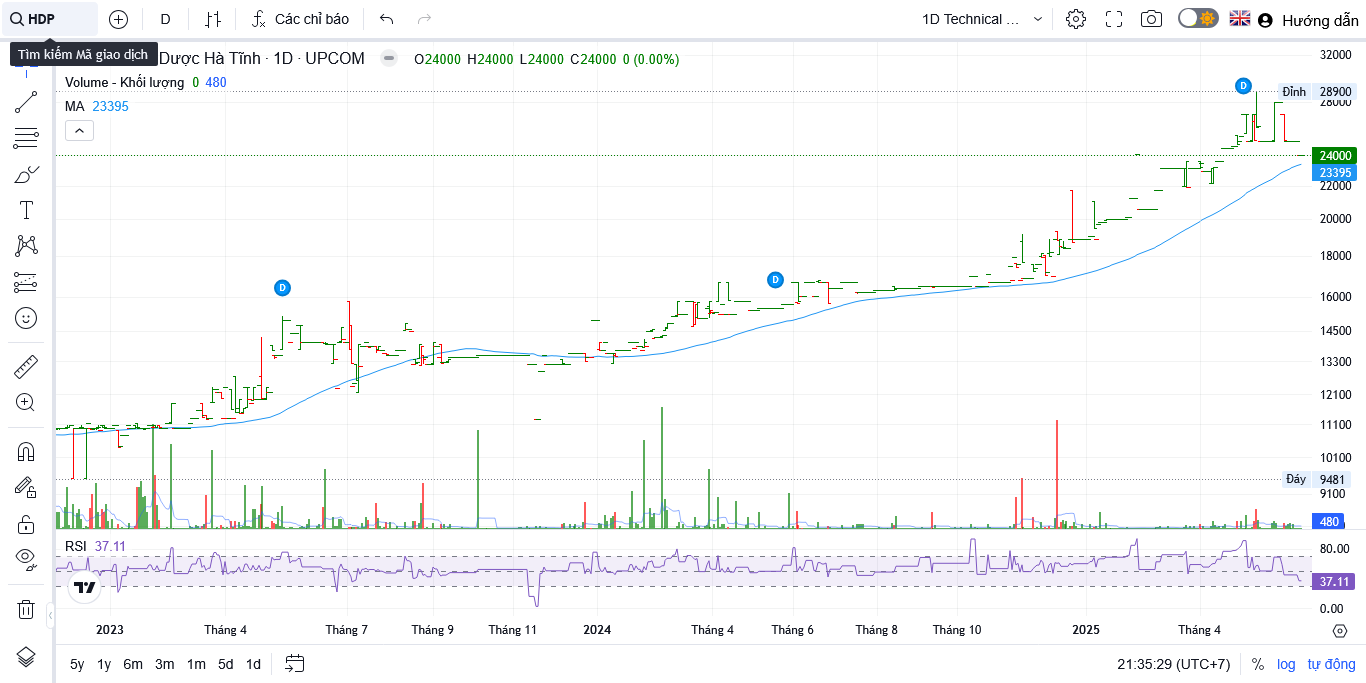 HDP
D
Các chỉ báo
1D Technical ...
Hướng dẫn
Tìm kiếm Mã giao dịch
Dược Hà Tĩnh · 1D · UPCOM
O24000 H24000 L24000 C24000 0 (0.00%)
Volume - Khối lượng 0 480
MA 23395
32000
D
Đỉnh 28900
28000
24000
23395
22000
20000
18000
D
D
16000
14500
13300
12100
11100
10100
Đáy 9481
9100
480
RSI 37.11
80.00
37.11
0.00
2023
Tháng 4
Tháng 7
Tháng 9
Tháng 11
2024
Tháng 4
Tháng 6
Tháng 8
Tháng 10
2025
Tháng 4
5y 1y 6m 3m 1m 5d 1d
21:35:29 (UTC+7)
% log tự động